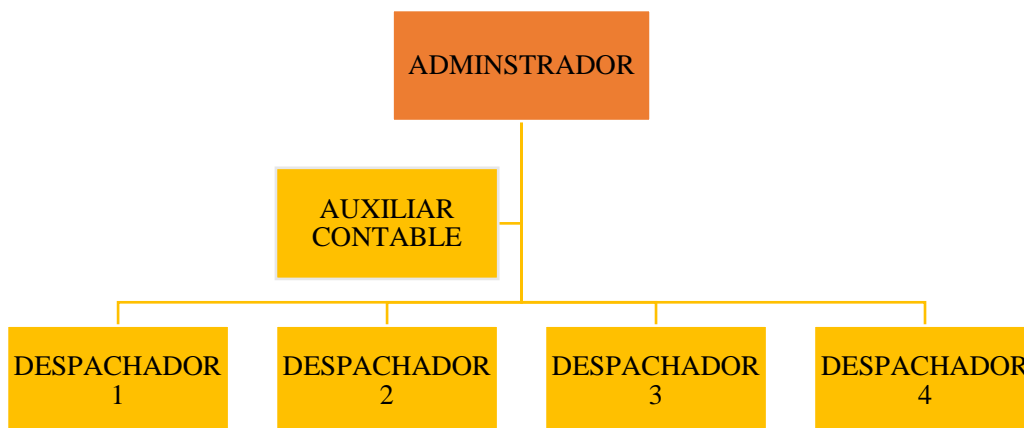 ADMINSTRADOR
AUXILIAR
CONTABLE
DESPACHADOR
1
DESPACHADOR
2
DESPACHADOR
3
DESPACHADOR
4